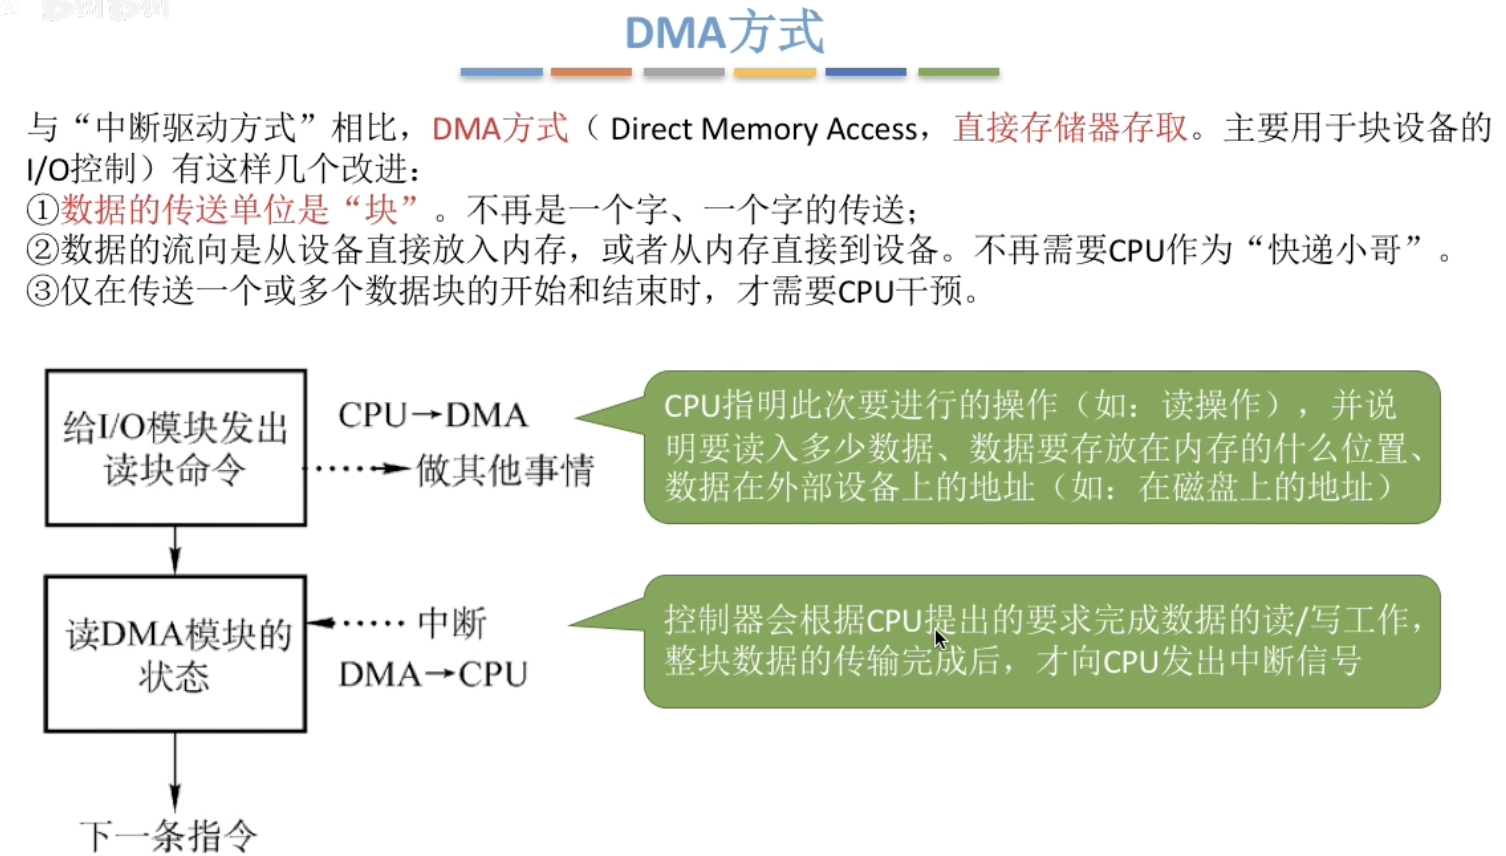 DMA方式
与“中断驱动方式”相比，DMA方式（ Direct Memory Access，直接存储器存取。主要用于块设备的
I/O控制）有这样几个改进：
①数据的传送单位是“块”。不再是一个字、一个字的传送；
②数据的流向是从设备直接放入内存，或者从内存直接到设备。不再需要CPU作为“快递小哥”。
③仅在传送一个或多个数据块的开始和结束时，才需要CPU干预。
给I/O模块发出
读块命令
CPU→DMA
做其他事情
CPU指明此次要进行的操作（如：读操作），并说
明要读入多少数据、数据要存放在内存的什么位置、
数据在外部设备上的地址（如：在磁盘上的地址）
读DMA模块的
状态
中断
DMA→CPU
控制器会根据CPU提出的要求完成数据的读/写工作，
整块数据的传输完成后，才向CPU发出中断信号
下一条指令